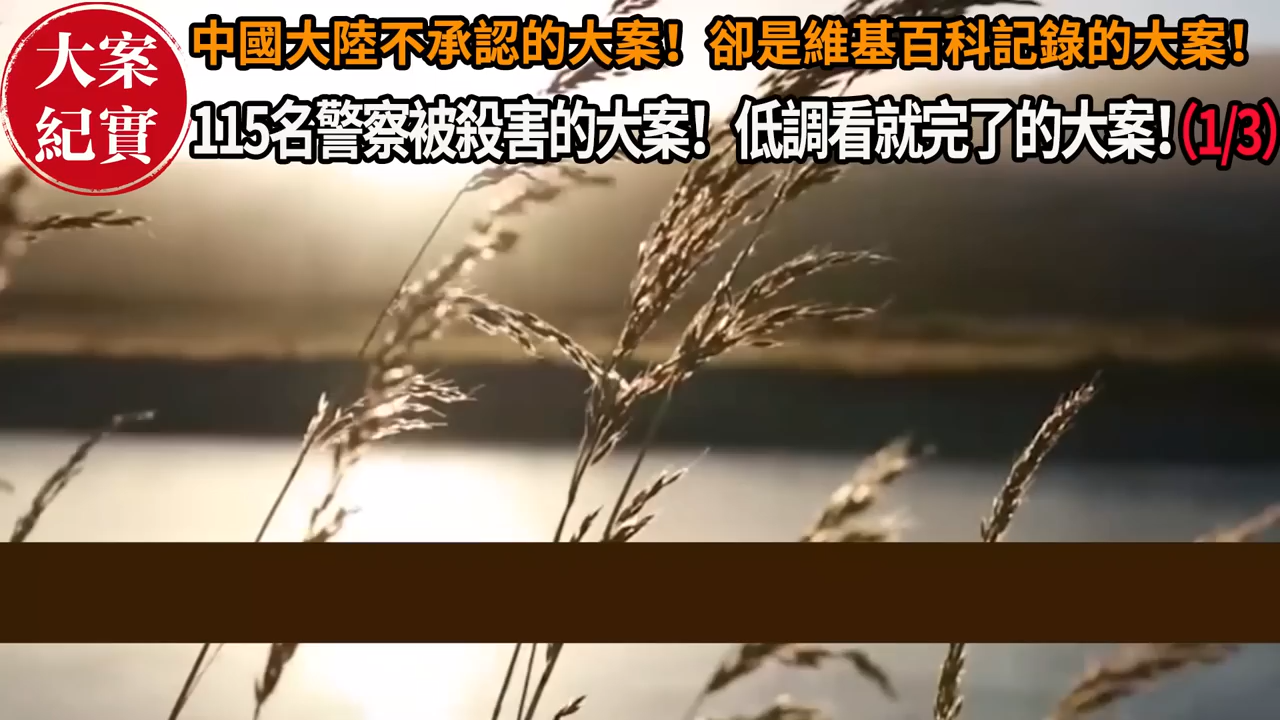 大案
紀實
中國大陸不承認的大案！卻是維基百科記錄的大案！
115名警察被殺害的大案！低調看就完了的大案！(1/3)